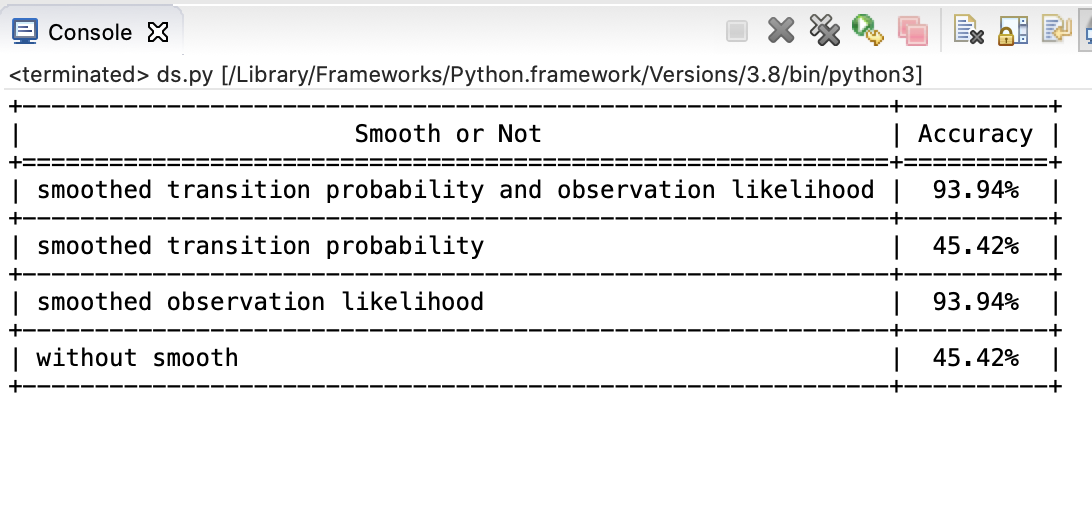 Console
<terminated> ds.py [/Library/Frameworks/Python.framework/Versions/3.8/bin/python3]
+------------------------------------------------------------+----------+
| Smooth or Not | Accuracy |
+============================================================+==========+
| smoothed transition probability and observation likelihood | 93.94% |
+------------------------------------------------------------+----------+
| smoothed transition probability | 45.42% |
+------------------------------------------------------------+----------+
| smoothed observation likelihood | 93.94% |
+------------------------------------------------------------+----------+
| without smooth | 45.42% |
+------------------------------------------------------------+----------+